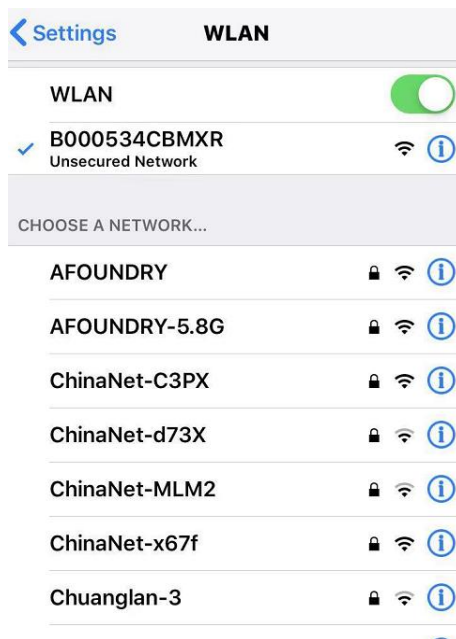 Settings
WLAN
WLAN
B000534CBMXR
Unsecured Network
CHOOSE A NETWORK...
AFOUNDRY
AFOUNDRY-5.8G
ChinaNet-C3PX
ChinaNet-d73X
ChinaNet-MLM2
ChinaNet-x67f
Chuanglan-3